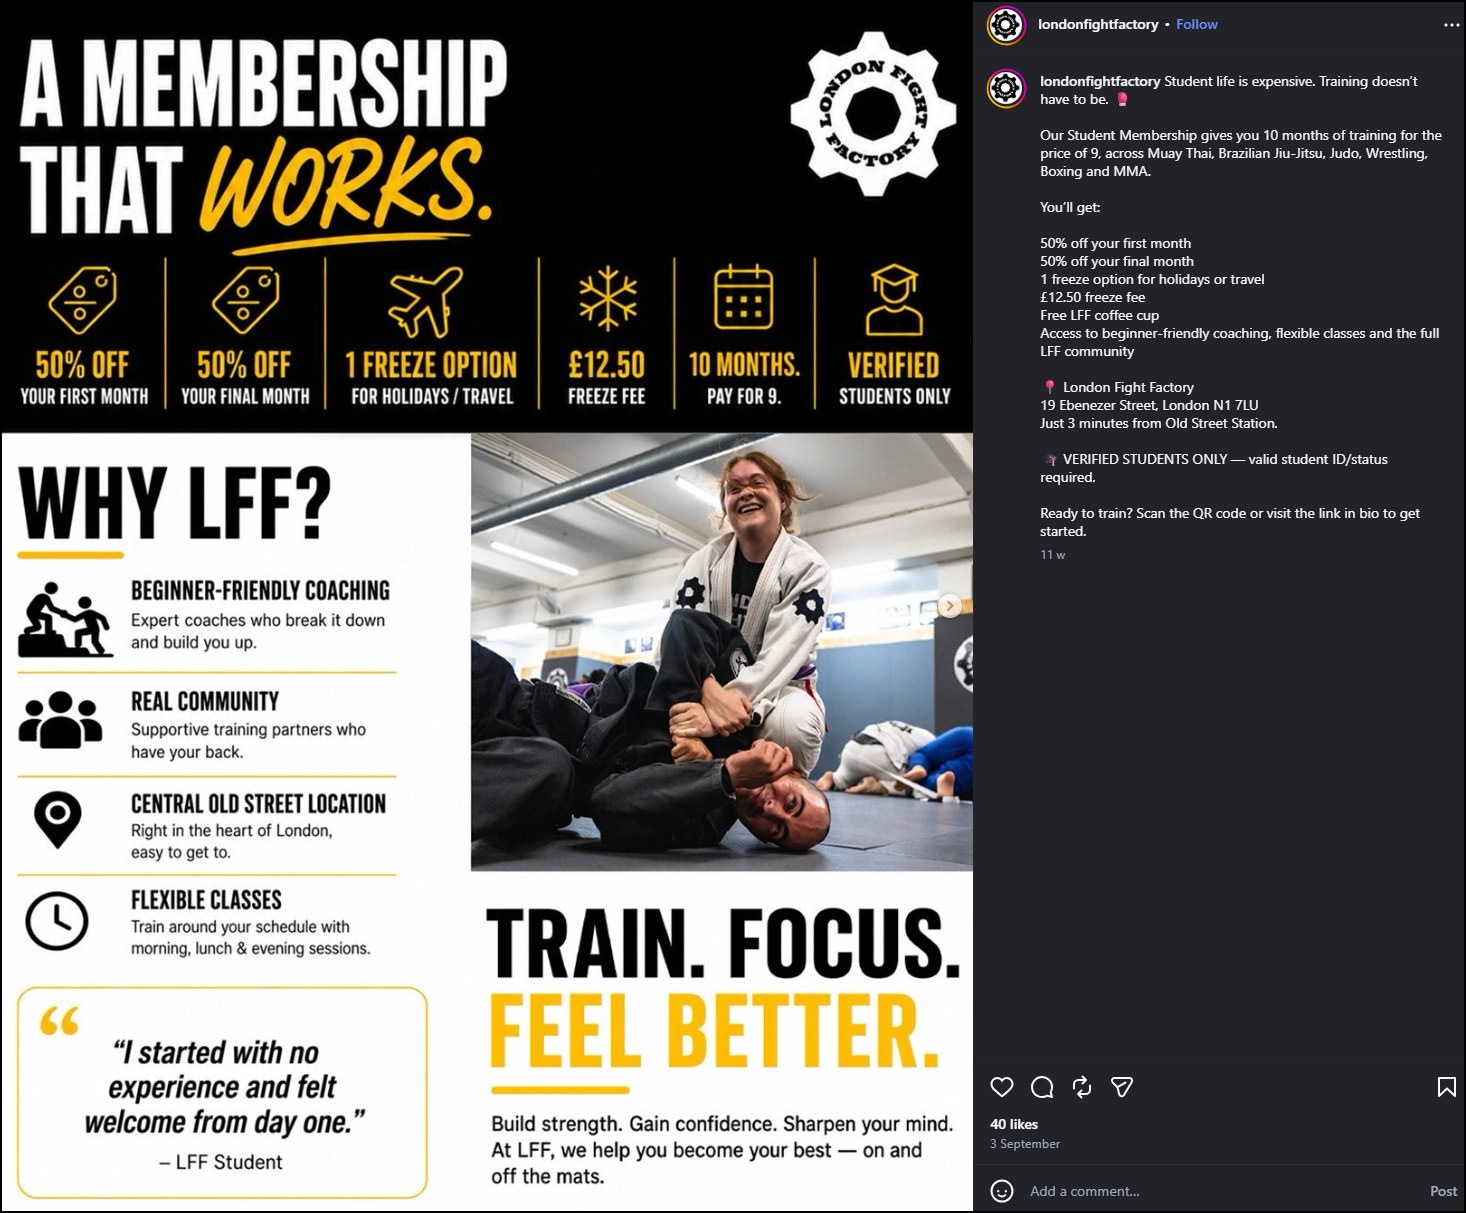 A MEMBERSHIP
THAT WORKS.
LONDON FIGHT
FACTORY
50% OFF
YOUR FIRST MONTH
50% OFF
YOUR FINAL MONTH
1 FREEZE OPTION
FOR HOLIDAYS / TRAVEL
£12.50
FREEZE FEE
10 MONTHS.
PAY FOR 9.
VERIFIED
STUDENTS ONLY
WHY LFF?
BEGINNER-FRIENDLY COACHING
Expert coaches who break it down
and build you up.
REAL COMMUNITY
Supportive training partners who
have your back.
CENTRAL OLD STREET LOCATION
Right in the heart of London,
easy to get to.
FLEXIBLE CLASSES
Train around your schedule with
morning, lunch & evening sessions.
“
“I started with no
experience and felt
welcome from day one.”
– LFF Student
TRAIN. FOCUS.
FEEL BETTER.
Build strength. Gain confidence. Sharpen your mind.
At LFF, we help you become your best — on and
off the mats.
londonfightfactory • Follow
londonfightfactory Student life is expensive. Training doesn’t
have to be. 🥊
Our Student Membership gives you 10 months of training for the
price of 9, across Muay Thai, Brazilian Jiu-Jitsu, Judo, Wrestling,
Boxing and MMA.
You’ll get:
50% off your first month
50% off your final month
1 freeze option for holidays or travel
£12.50 freeze fee
Free LFF coffee cup
Access to beginner-friendly coaching, flexible classes and the full
LFF community
📍 London Fight Factory
19 Ebenezer Street, London N1 7LU
Just 3 minutes from Old Street Station.
🎓 VERIFIED STUDENTS ONLY — valid student ID/status
required.
Ready to train? Scan the QR code or visit the link in bio to get
started.
11 w
40 likes
3 September
Add a comment...
Post